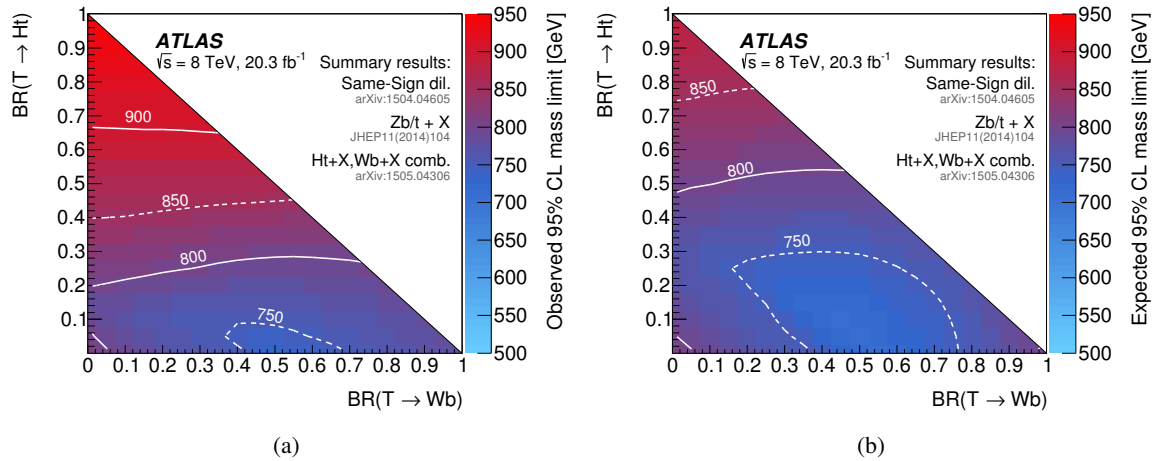 BR(T → Ht)
1
0.9
0.8
0.7
0.6
0.5
0.4
0.3
0.2
0.1
ATLAS
√s = 8 TeV, 20.3 fb⁻¹
Summary results:
Same-Sign dil.
arXiv:1504.04605
Zb/t + X
JHEP11(2014)104
Ht+X,Wb+X comb.
arXiv:1505.04306
900
850
800
750
0 0.1 0.2 0.3 0.4 0.5 0.6 0.7 0.8 0.9 1
BR(T → Wb)
950
900
850
800
750
700
650
600
550
500
Observed 95% CL mass limit [GeV]
(a)
BR(T → Ht)
1
0.9
0.8
0.7
0.6
0.5
0.4
0.3
0.2
0.1
ATLAS
√s = 8 TeV, 20.3 fb⁻¹
Summary results:
Same-Sign dil.
arXiv:1504.04605
Zb/t + X
JHEP11(2014)104
Ht+X,Wb+X comb.
arXiv:1505.04306
850
800
750
0 0.1 0.2 0.3 0.4 0.5 0.6 0.7 0.8 0.9 1
BR(T → Wb)
950
900
850
800
750
700
650
600
550
500
Expected 95% CL mass limit [GeV]
(b)